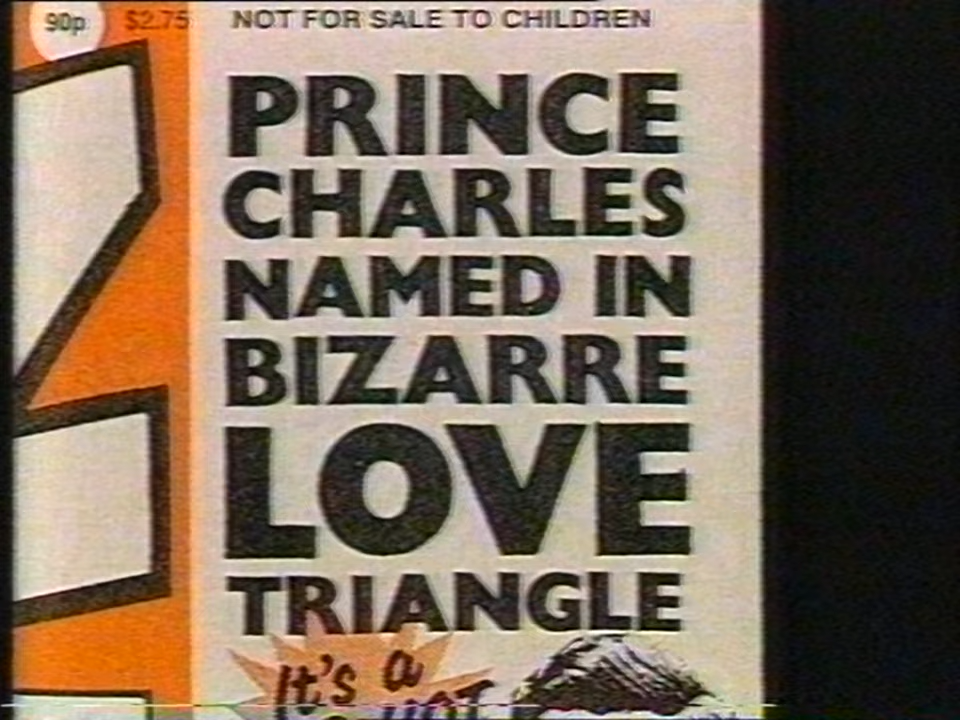 90p $2.75 NOT FOR SALE TO CHILDREN
PRINCE
CHARLES
NAMED IN
BIZARRE
LOVE
TRIANGLE
It's a